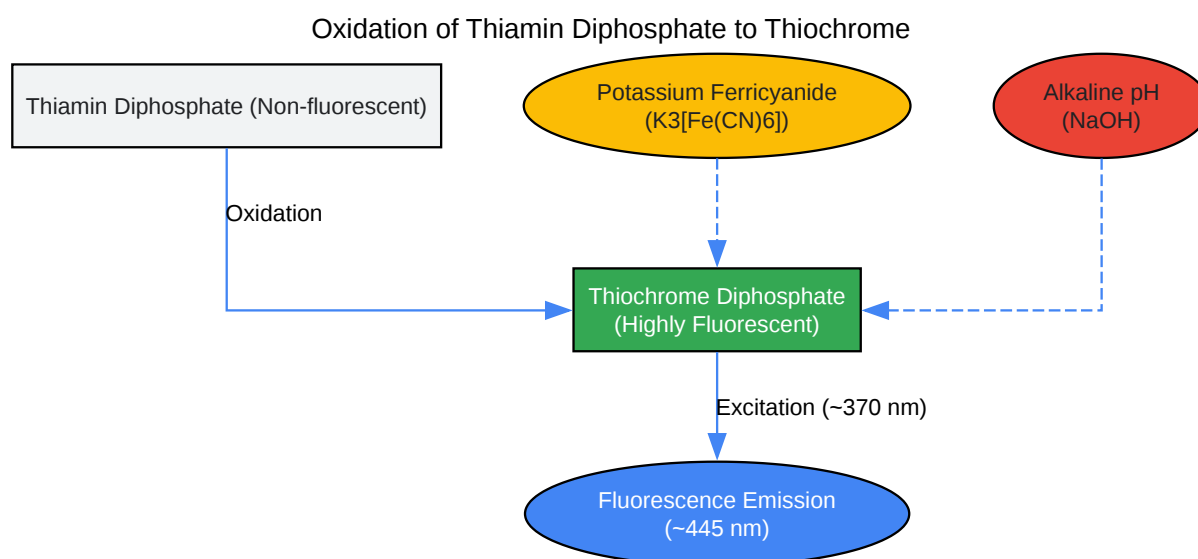 Oxidation of Thiamin Diphosphate to Thiochrome
Thiamin Diphosphate (Non-fluorescent)
Potassium Ferricyanide
(K3[Fe(CN)6])
Alkaline pH
(NaOH)
Oxidation
Thiochrome Diphosphate
(Highly Fluorescent)
Excitation (~370 nm)
Fluorescence Emission
(~445 nm)